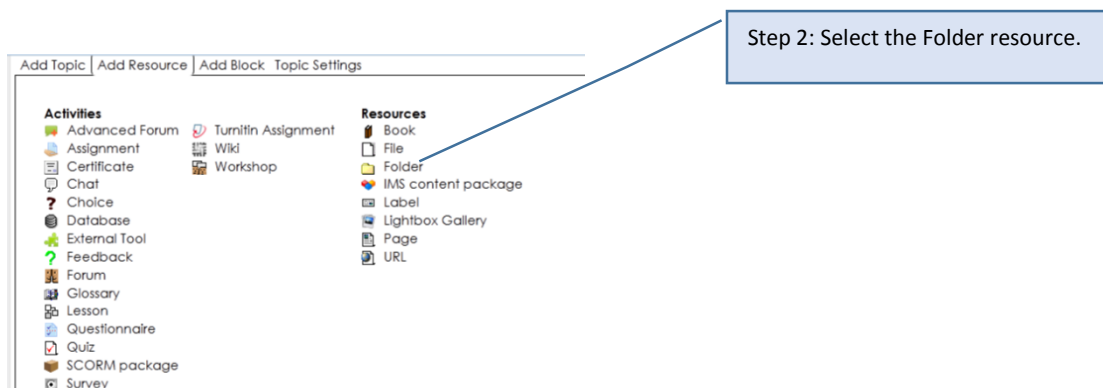 Step 2: Select the Folder resource.
Add Topic Add Resource Add Block Topic Settings
Activities
Advanced Forum
Assignment
Certificate
Chat
Choice
Database
External Tool
Feedback
Forum
Glossary
Lesson
Questionnaire
Quiz
SCORM package
Survey
Turnitin Assignment
Wiki
Workshop
Resources
Book
File
Folder
IMS content package
Label
Lightbox Gallery
Page
URL